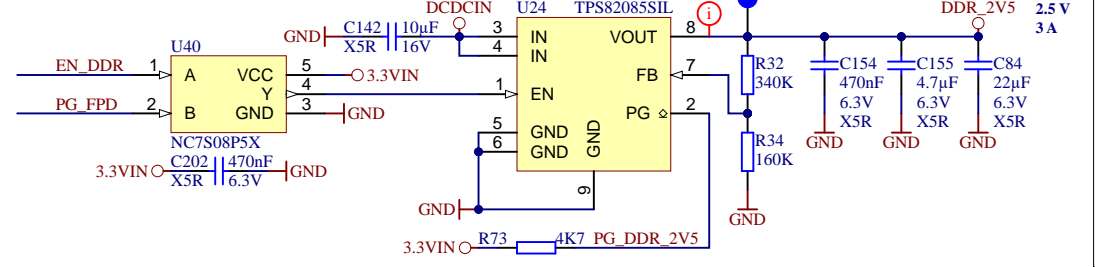 DCDCIN U24 TPS82085SIL i DDR_2V5 2.5 V
3 A
C142 10µF
GND X5R 16V
3 IN VOUT 8
4 IN
U40
EN_DDR 1 A VCC 5 3.3VIN
Y 4
PG_FPD 2 B GND 3 GND
NC7S08P5X
C202 470nF
3.3VIN X5R 6.3V GND
FB 7
1 EN
PG 2
5 GND
6 GND
GND
9
GND
R32
340K
R34
160K
GND
C154
470nF
6.3V
X5R
GND
C155
4.7µF
6.3V
X5R
GND
C84
22µF
6.3V
X5R
GND
3.3VIN R73 4K7 PG_DDR_2V5